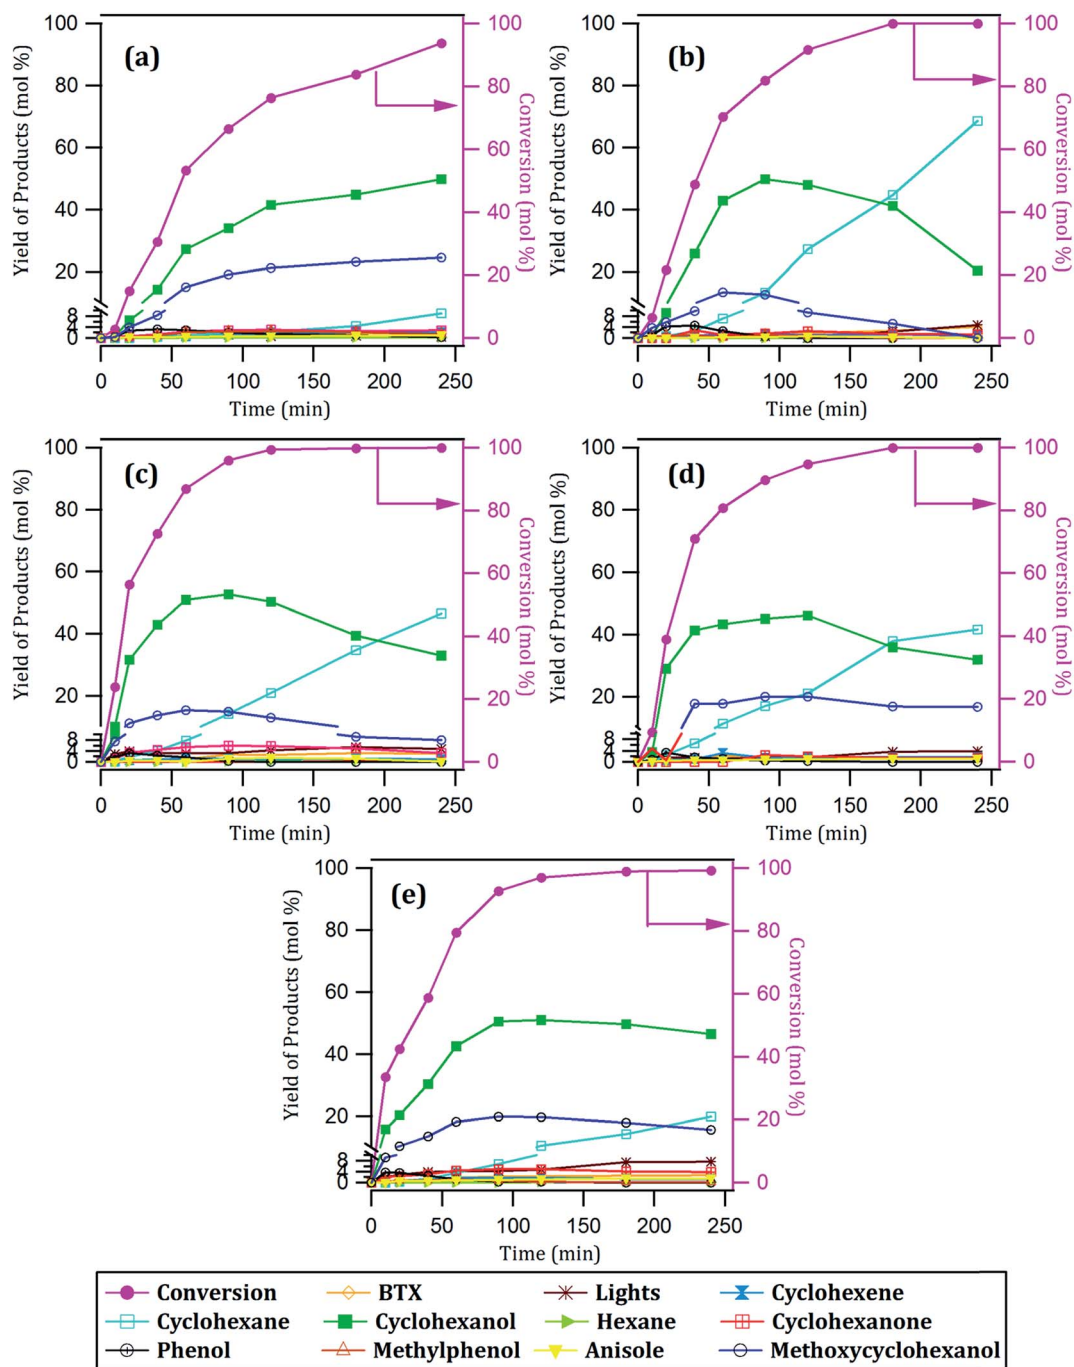 100
80
60
40
20
8
4
0
Yield of Products (mol %)
(a)
100
80
60
40
20
0
Conversion (mol %)
0 50 100 150 200 250
Time (min)
100
80
60
40
20
8
4
0
Yield of Products (mol %)
(b)
100
80
60
40
20
0
Conversion (mol %)
0 50 100 150 200 250
Time (min)
100
80
60
40
20
8
4
0
Yield of Products (mol %)
(c)
100
80
60
40
20
0
Conversion (mol %)
0 50 100 150 200 250
Time (min)
100
80
60
40
20
8
4
0
Yield of Products (mol %)
(d)
100
80
60
40
20
0
Conversion (mol %)
0 50 100 150 200 250
Time (min)
100
80
60
40
20
8
4
0
Yield of Products (mol %)
(e)
100
80
60
40
20
0
Conversion (mol %)
0 50 100 150 200 250
Time (min)
Conversion BTX Lights Cyclohexene
Cyclohexane Cyclohexanol Hexane Cyclohexanone
Phenol Methylphenol Anisole Methoxycyclohexanol